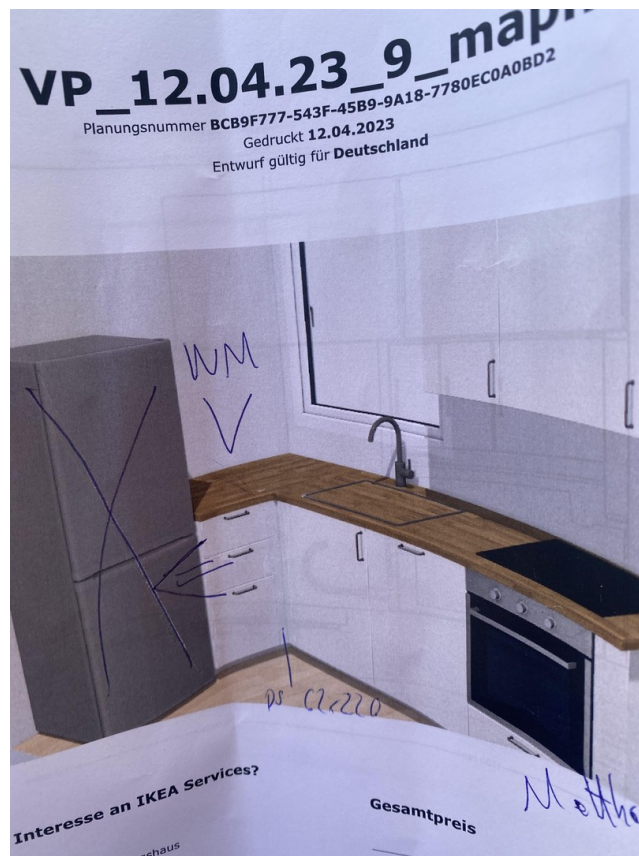 VP_12.04.23_9_map
Planungsnummer BCB9F777-543F-45B9-9A18-7780EC0A0BD2
Gedruckt 12.04.2023
Entwurf gültig für Deutschland
WM
Interesse an IKEA Services?
Gesamtpreis